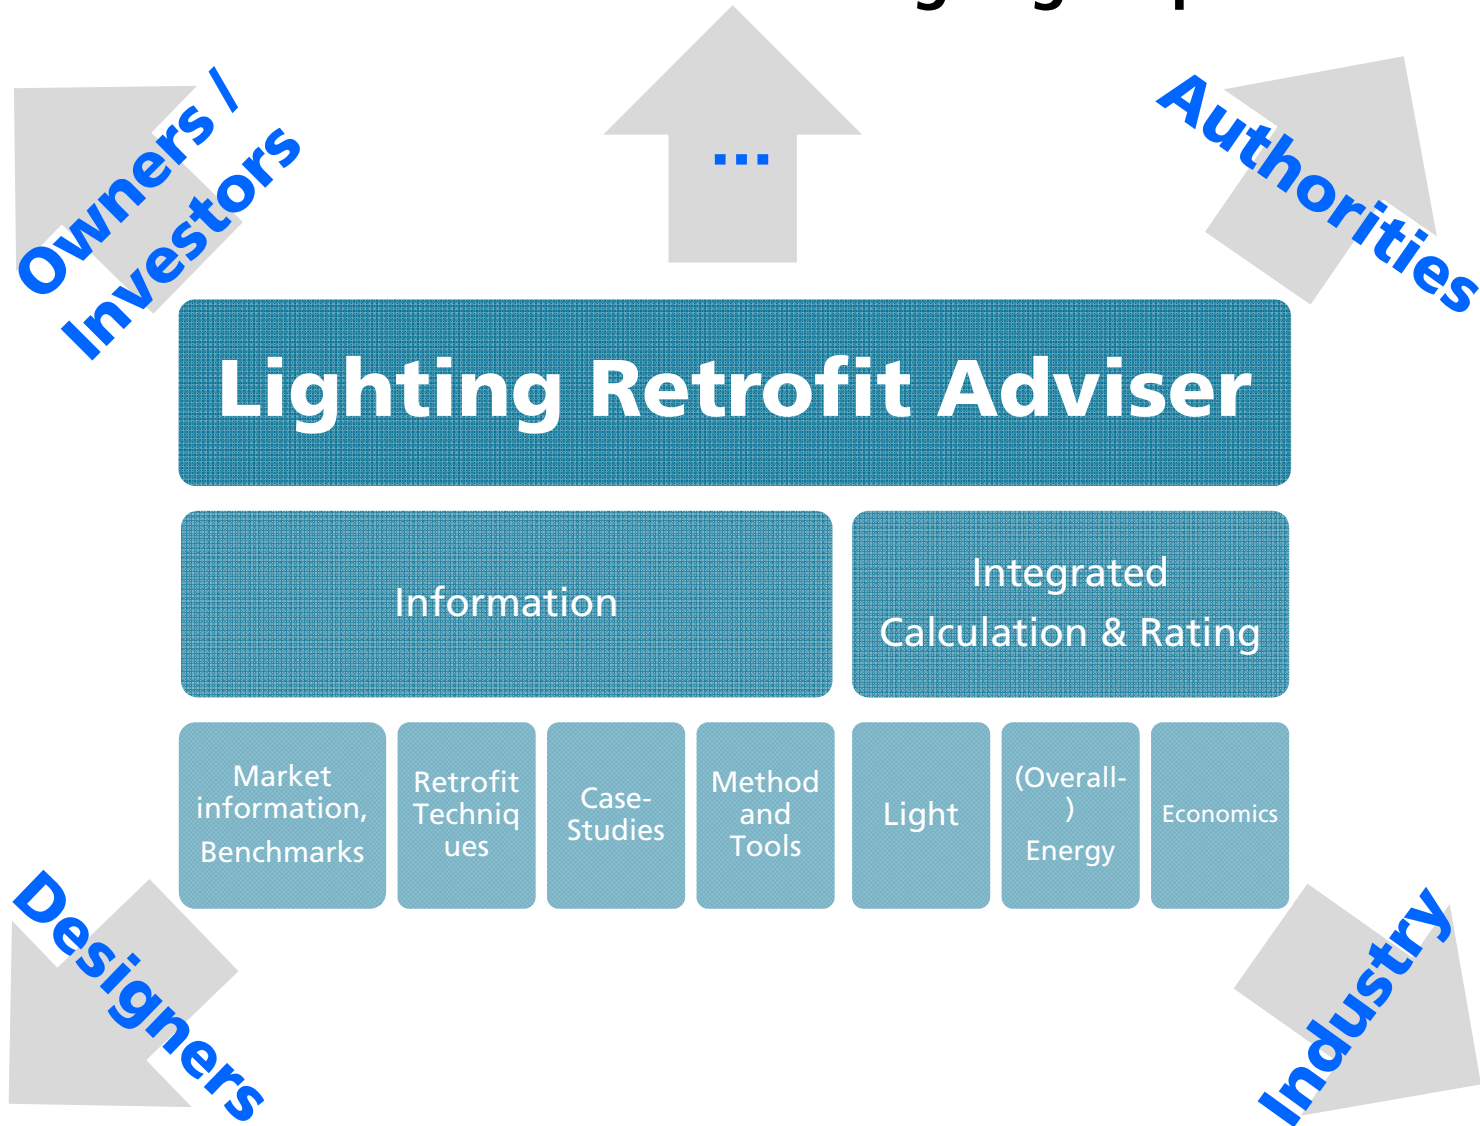 Owners /
Investors
...
Authorities
Lighting Retrofit Adviser
Information
Integrated
Calculation & Rating
Market
information,
Benchmarks
Retrofit
Techniq
ues
Case-
Studies
Method
and
Tools
Light
(Overall-
)
Energy
Economics
Designers
Industry